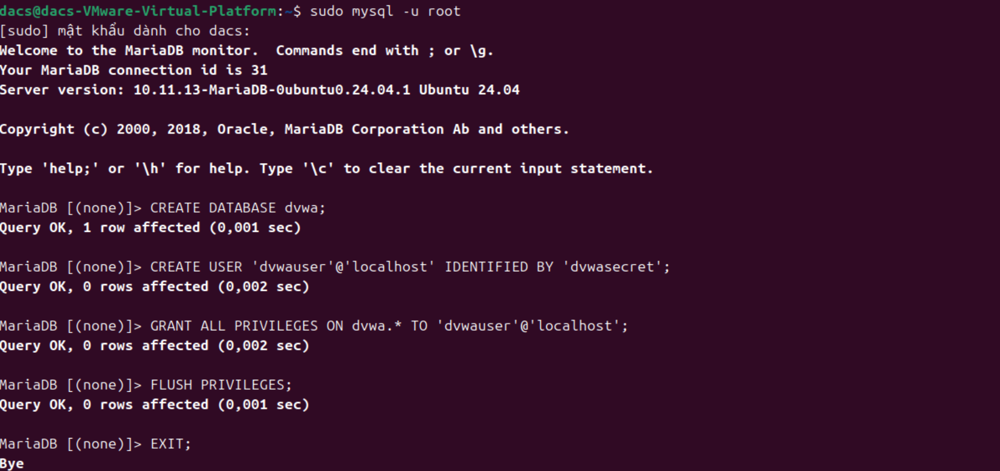 dacs@dacs-VMware-Virtual-Platform:~$ sudo mysql -u root
[sudo] mật khẩu dành cho dacs:
Welcome to the MariaDB monitor.  Commands end with ; or \g.
Your MariaDB connection id is 31
Server version: 10.11.13-MariaDB-0ubuntu0.24.04.1 Ubuntu 24.04
Copyright (c) 2000, 2018, Oracle, MariaDB Corporation Ab and others.
Type 'help;' or '\h' for help. Type '\c' to clear the current input statement.
MariaDB [(none)]> CREATE DATABASE dvwa;
Query OK, 1 row affected (0,001 sec)
MariaDB [(none)]> CREATE USER 'dvwauser'@'localhost' IDENTIFIED BY 'dvwasecret';
Query OK, 0 rows affected (0,002 sec)
MariaDB [(none)]> GRANT ALL PRIVILEGES ON dvwa.* TO 'dvwauser'@'localhost';
Query OK, 0 rows affected (0,002 sec)
MariaDB [(none)]> FLUSH PRIVILEGES;
Query OK, 0 rows affected (0,001 sec)
MariaDB [(none)]> EXIT;
Bye